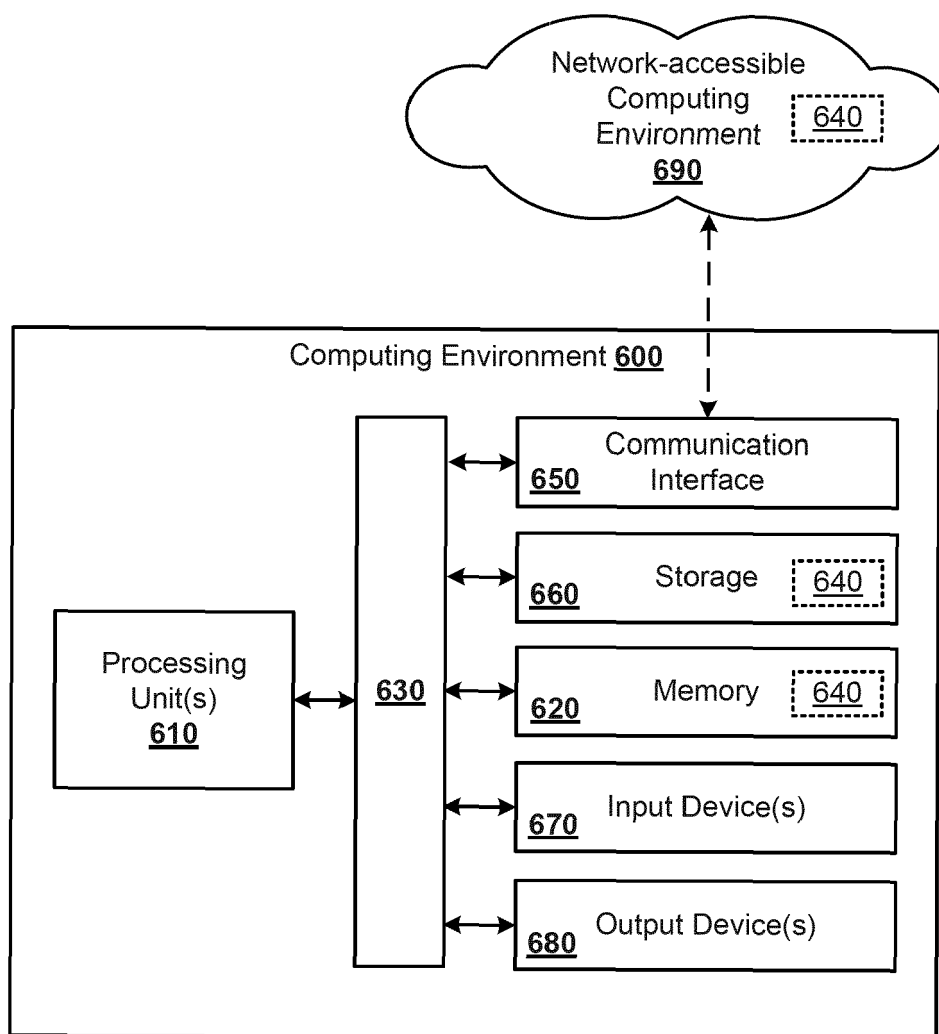 Network-accessible
Computing
Environment
690
640
Computing Environment 600
Communication
Interface
650
Storage
660
640
Processing
Unit(s)
610
630
Memory
620
640
Input Device(s)
670
Output Device(s)
680